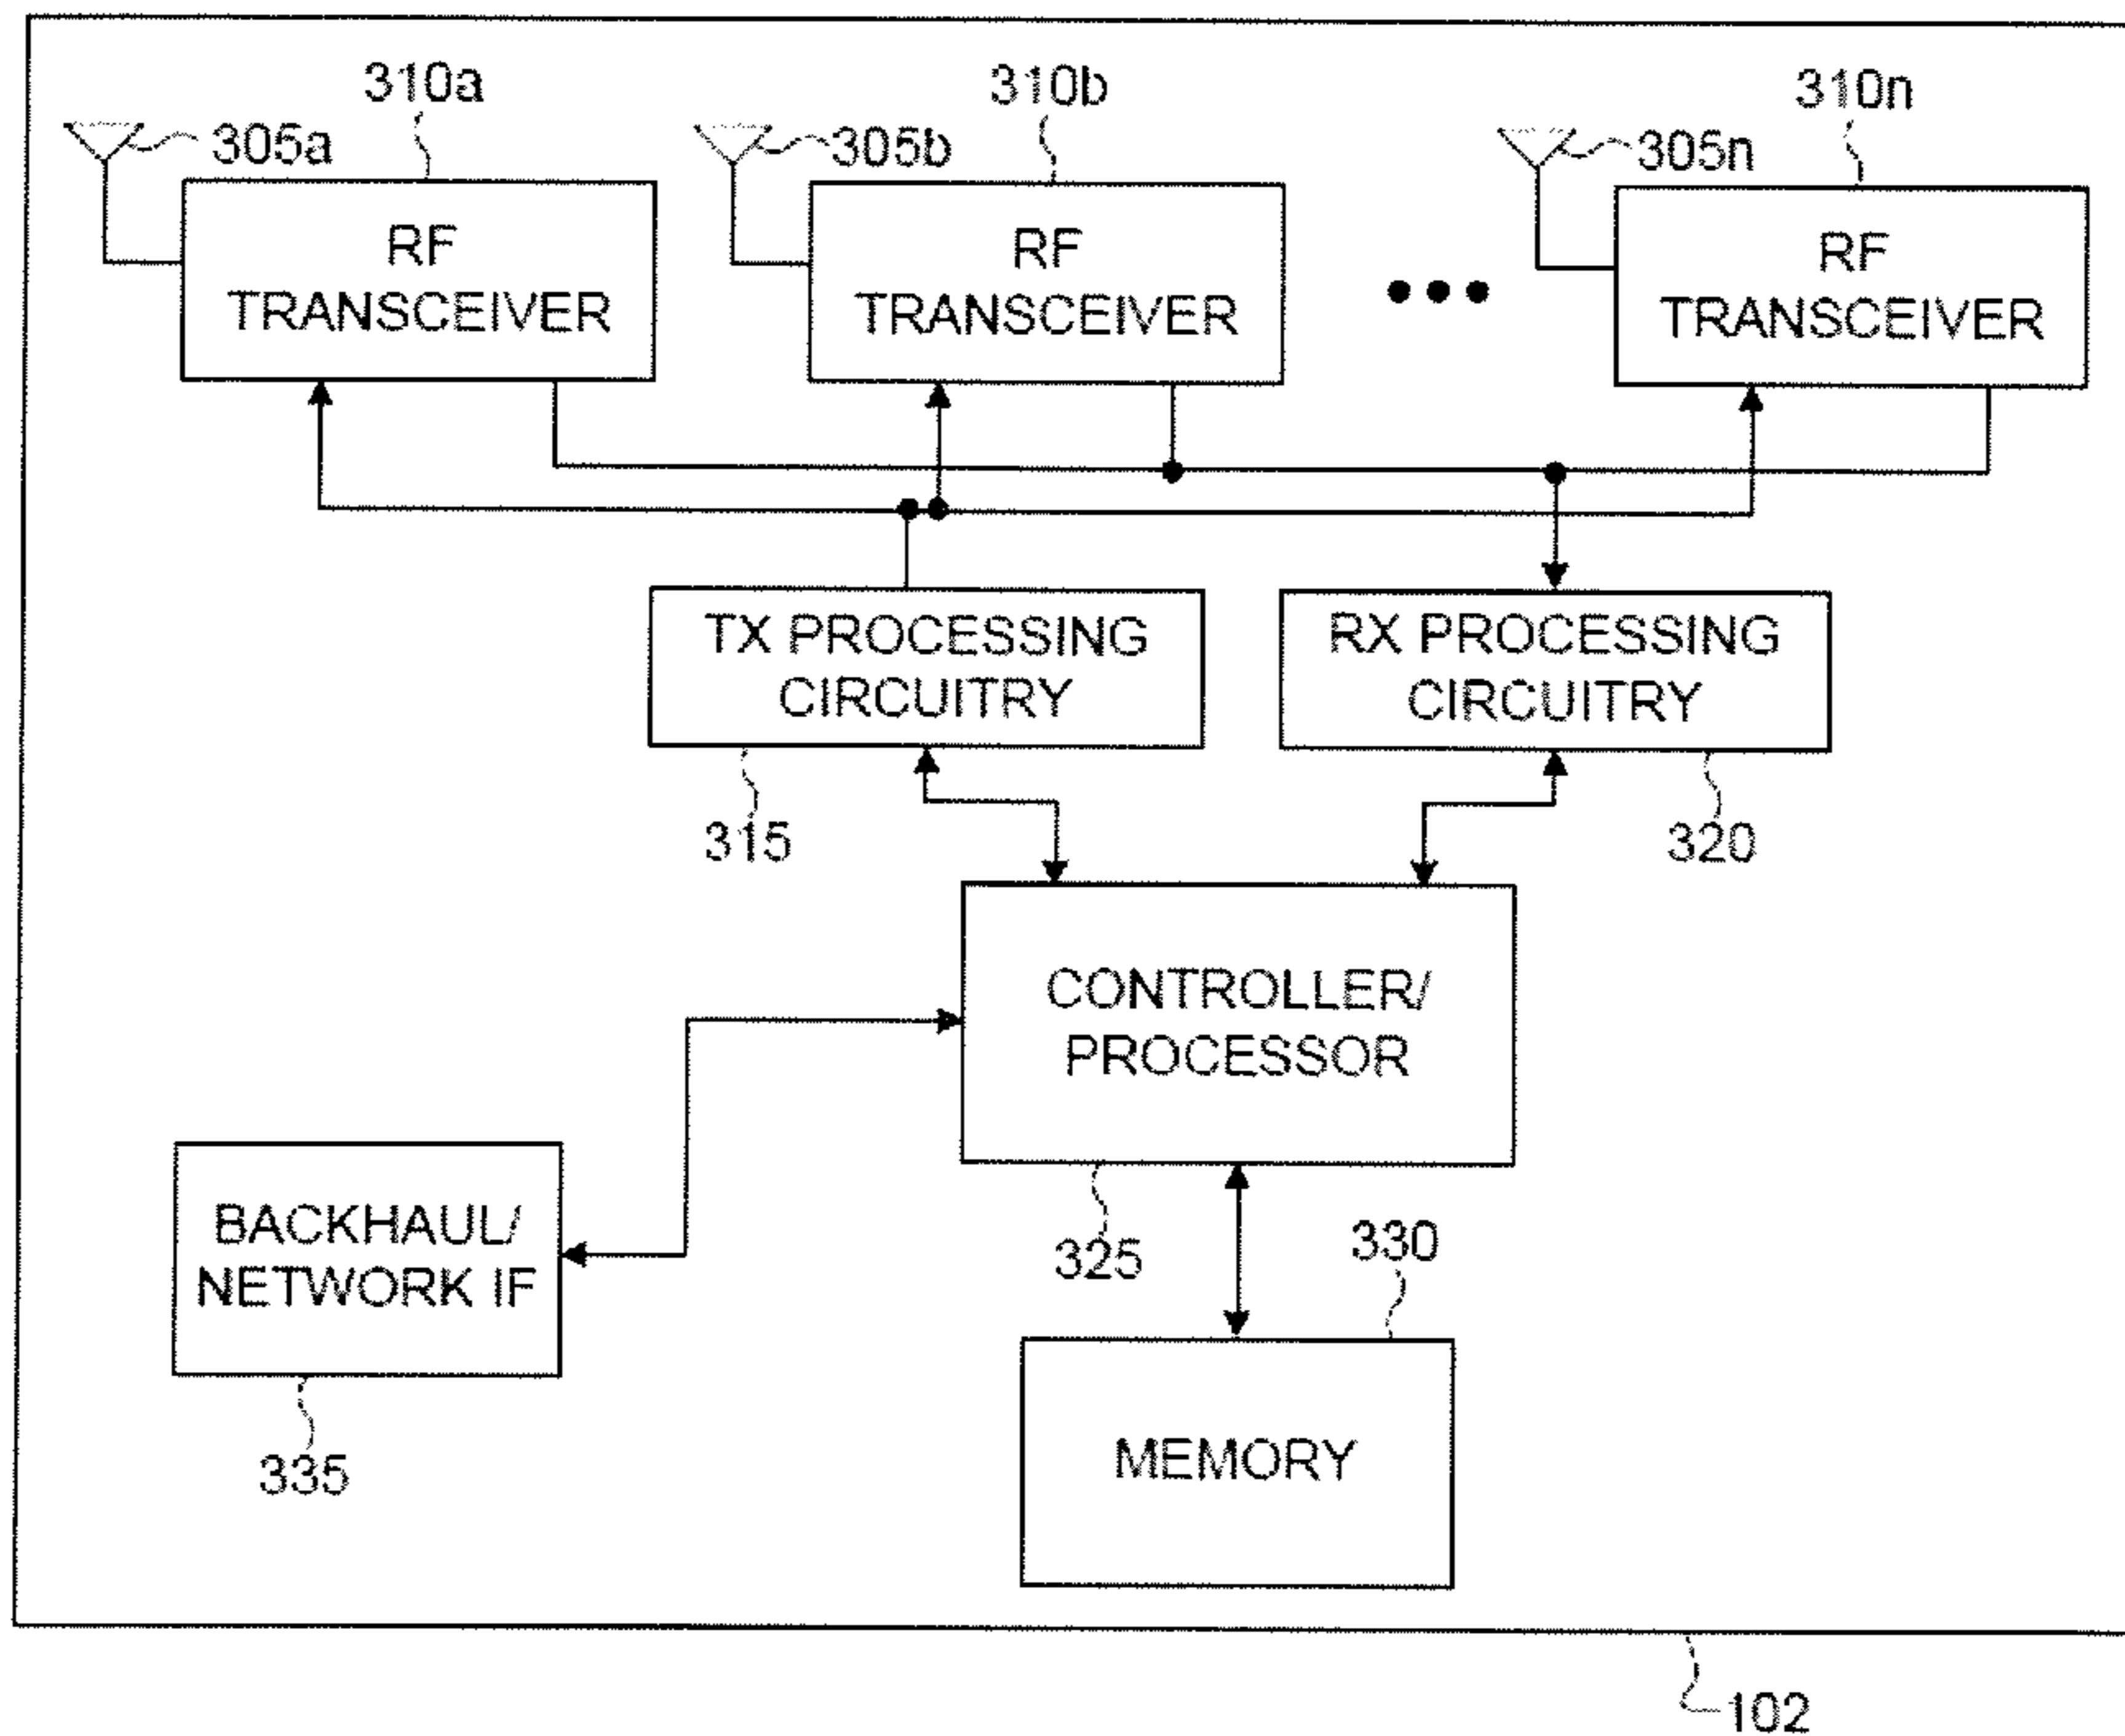 310a
310b
310n
305a
305b
305n
RF
TRANSCEIVER
RF
TRANSCEIVER
RF
TRANSCEIVER
TX PROCESSING
CIRCUITRY
RX PROCESSING
CIRCUITRY
315
320
CONTROLLER/
PROCESSOR
BACKHAUL/
NETWORK IF
325
330
335
MEMORY
102